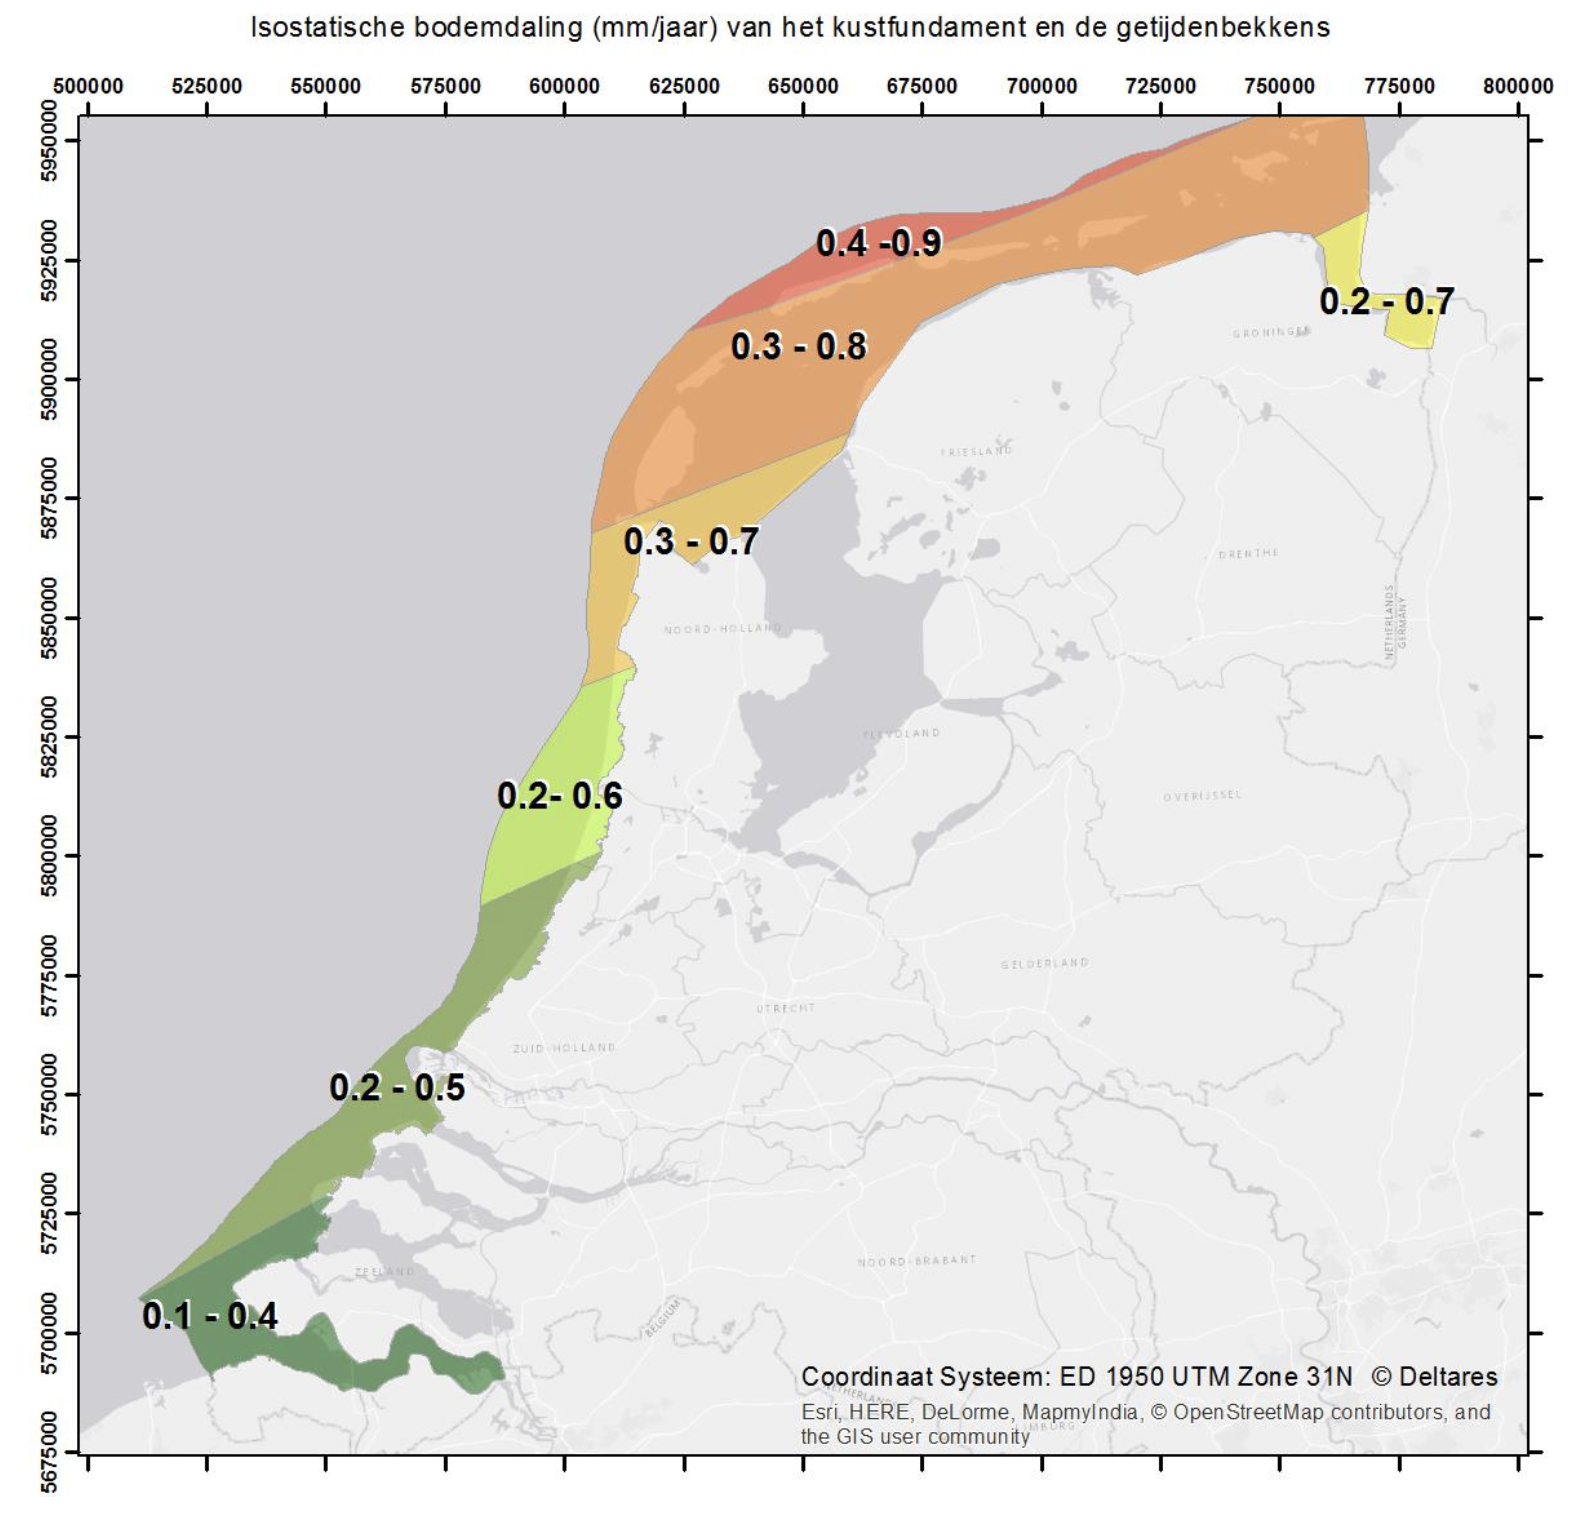 Isostatische bodemdaling (mm/jaar) van het kustfundament en de getijdenbekkens
500000 525000 550000 575000 600000 625000 650000 675000 700000 725000 750000 775000 800000
5950000
5925000
5900000
5875000
5850000
5825000
5800000
5775000
5750000
5725000
5700000
5675000
0.4 -0.9
0.2 - 0.7
GRONINGEN
0.3 - 0.8
FRIESLAND
0.3 - 0.7
DRENTHE
NETHERLANDS
GERMANY
NOORD-HOLLAND
FLEVOLAND
0.2- 0.6
OVERIJSSEL
GELDERLAND
UTRECHT
ZUID-HOLLAND
0.2 - 0.5
NOORD-BRABANT
ZEELAND
0.1 - 0.4
BELGIUM
Coordinaat Systeem: ED 1950 UTM Zone 31N © Deltares
NETHERLANDS
Esri, HERE, DeLorme, MapmyIndia, © OpenStreetMap contributors, and
LIMBURG
the GIS user community